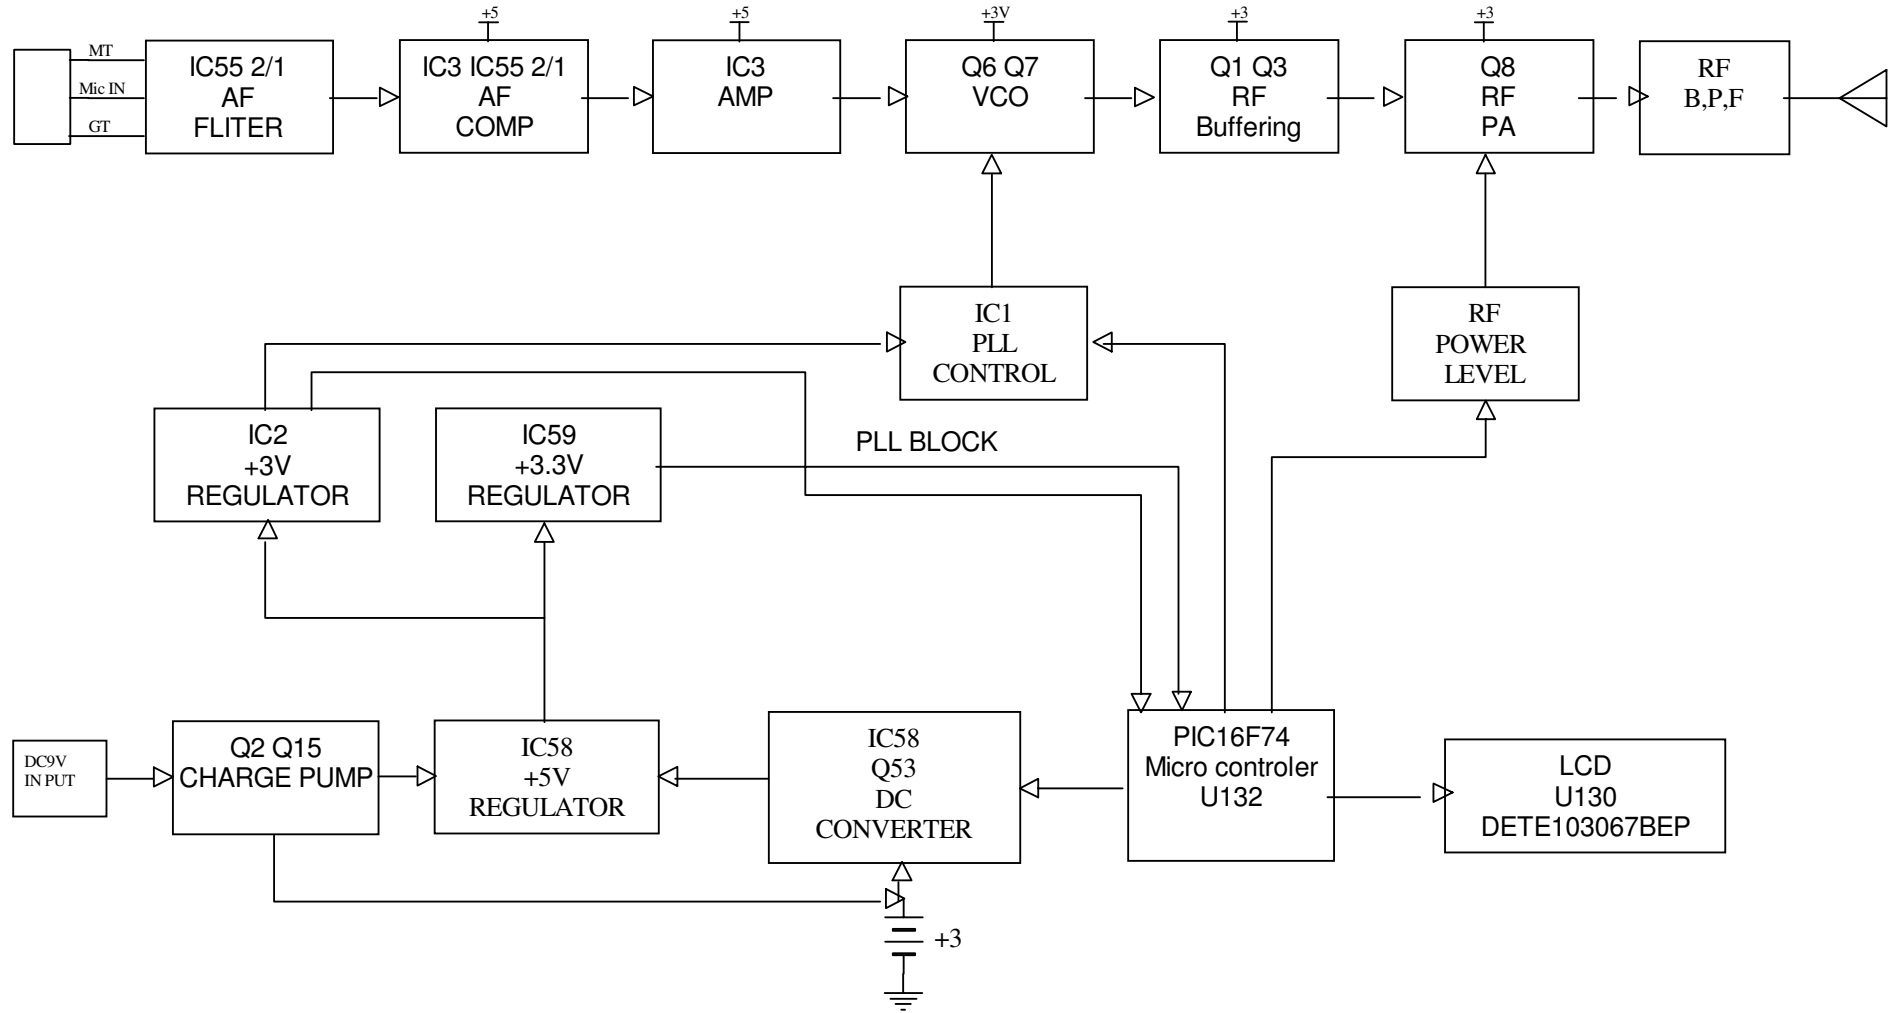 +5
+5
+3V
+3
+3
MT
Mic IN
GT
IC55 2/1
AF
FLITER
IC3 IC55 2/1
AF
COMP
IC3
AMP
Q6 Q7
VCO
Q1 Q3
RF
Buffering
Q8
RF
PA
RF
B,P,F
IC1
PLL
CONTROL
RF
POWER
LEVEL
IC2
+3V
REGULATOR
IC59
+3.3V
REGULATOR
PLL BLOCK
DC9V
IN PUT
Q2 Q15
CHARGE PUMP
IC58
+5V
REGULATOR
IC58
Q53
DC
CONVERTER
PIC16F74
Micro controler
U132
LCD
U130
DETE103067BEP
+3